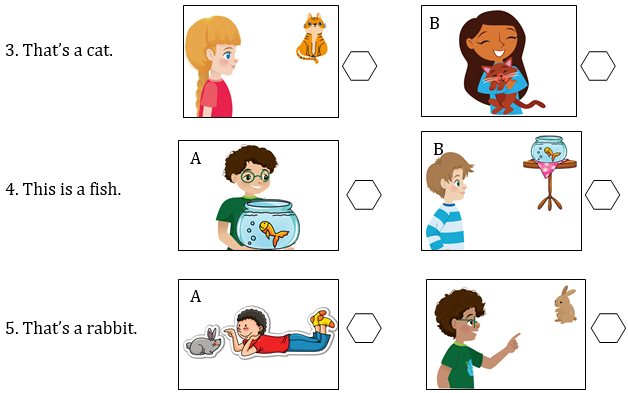 B
3. That's a cat.
A
B
4. This is a fish.
A
5. That's a rabbit.